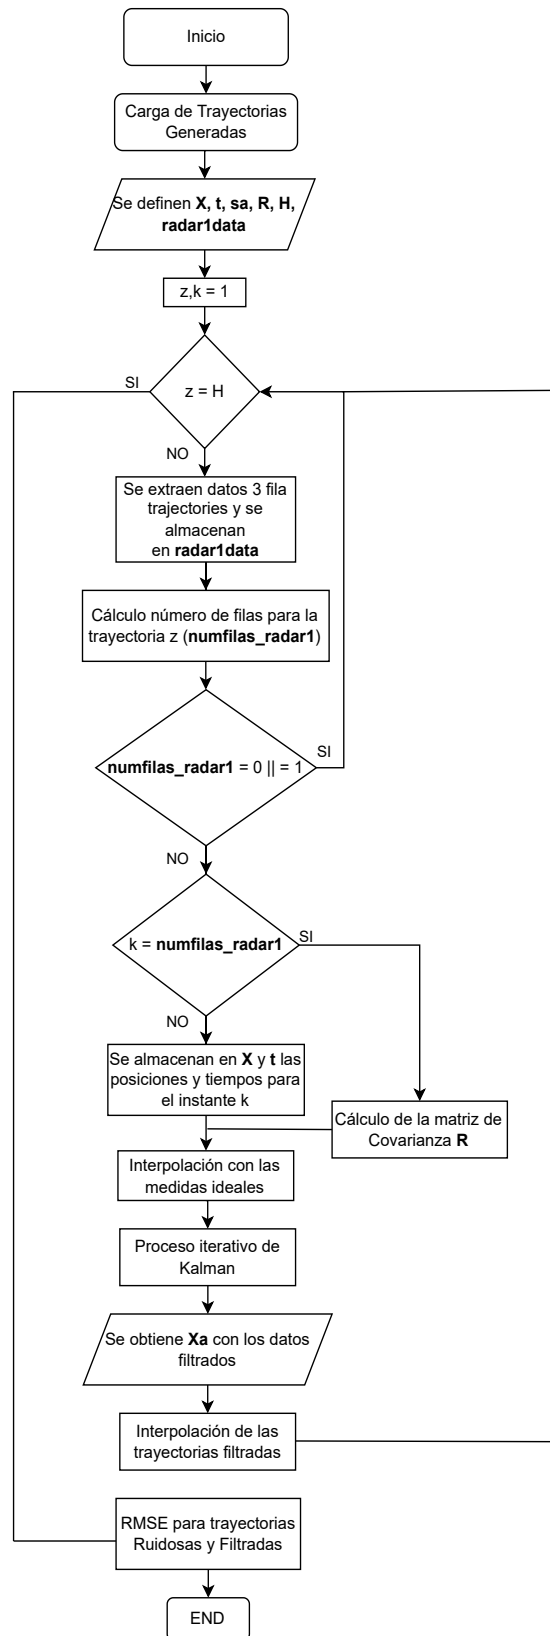 Inicio
Carga de Trayectorias
Generadas
Se definen X, t, sa, R, H,
radar1data
z,k = 1
SI
z = H
NO
Se extraen datos 3 fila
trajectories y se
almacenan
en radar1data
Cálculo número de filas para la
trayectoria z (numfilas_radar1)
SI
numfilas_radar1 = 0 || = 1
NO
SI
k = numfilas_radar1
NO
Se almacenan en X y t las
posiciones y tiempos para
el instante k
Cálculo de la matriz de
Covarianza R
Interpolación con las
medidas ideales
Proceso iterativo de
Kalman
Se obtiene Xa con los datos
filtrados
Interpolación de las
trayectorias filtradas
RMSE para trayectorias
Ruidosas y Filtradas
END